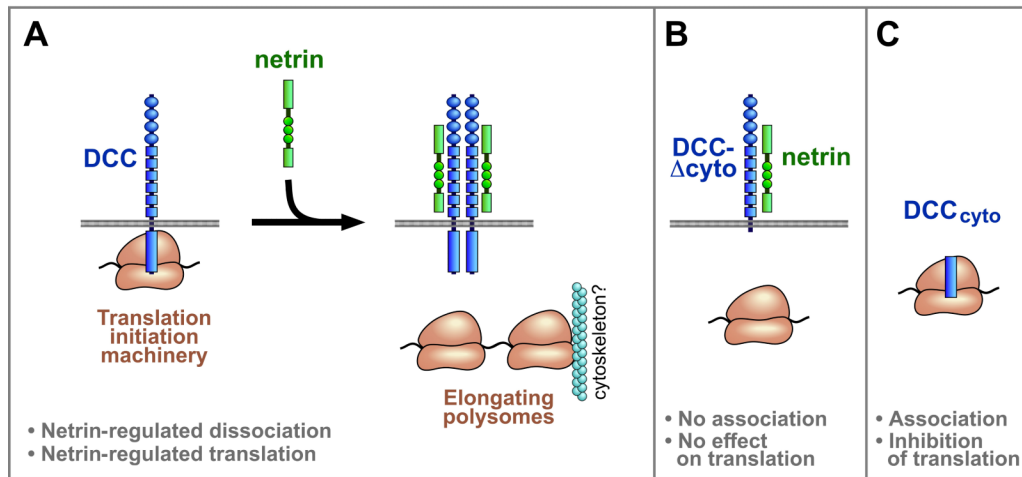 A
netrin
DCC
Translation
initiation
machinery
Elongating
polysomes
cytoskeleton?
• Netrin-regulated dissociation
• Netrin-regulated translation
B
DCC-
Δcyto
netrin
• No association
• No effect
on translation
C
DCCcyto
• Association
• Inhibition
of translation